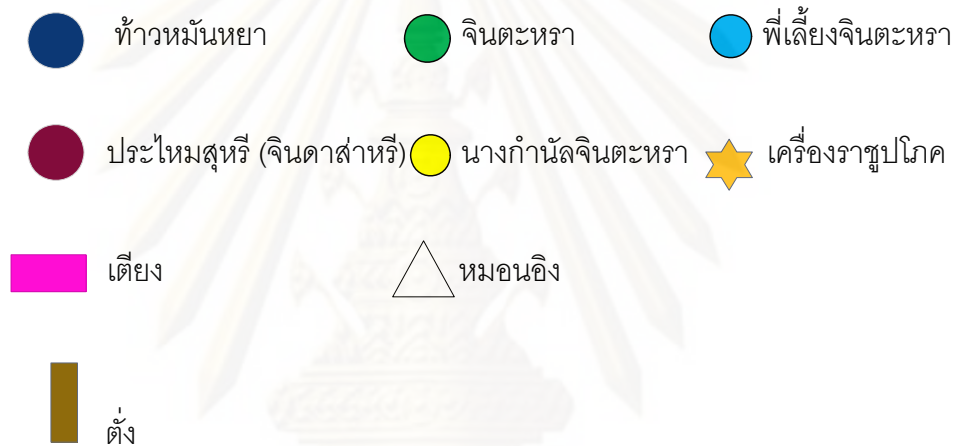 ท้าวหมันหยา
จินตะหรา
พี่เลี้ยงจินตะหรา
ประไหมสุหรี (จินดาส่าหรี)
นางกำนัลจินตะหรา
เครื่องราชูปโภค
เตียง
หมอนอิง
ตั่ง